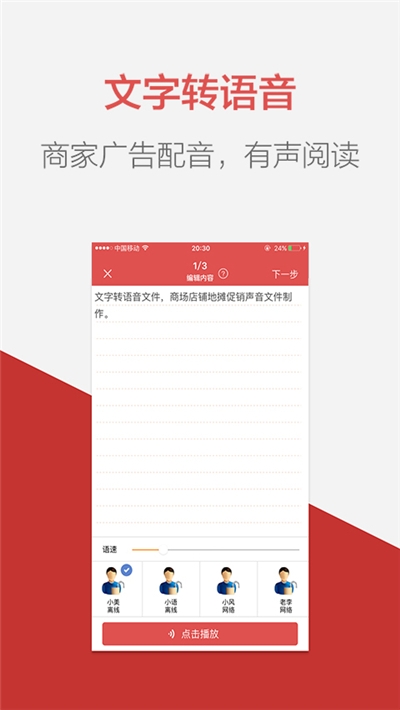 文字转语音
商家广告配音，有声阅读
中国移动 20:30 24%
1/3
编辑内容 ? 下一步
文字转语音文件，商场店铺地摊促销声音文件制
作。
语速
小美 小语 小风 老李
离线 离线 网络 网络
点击播放